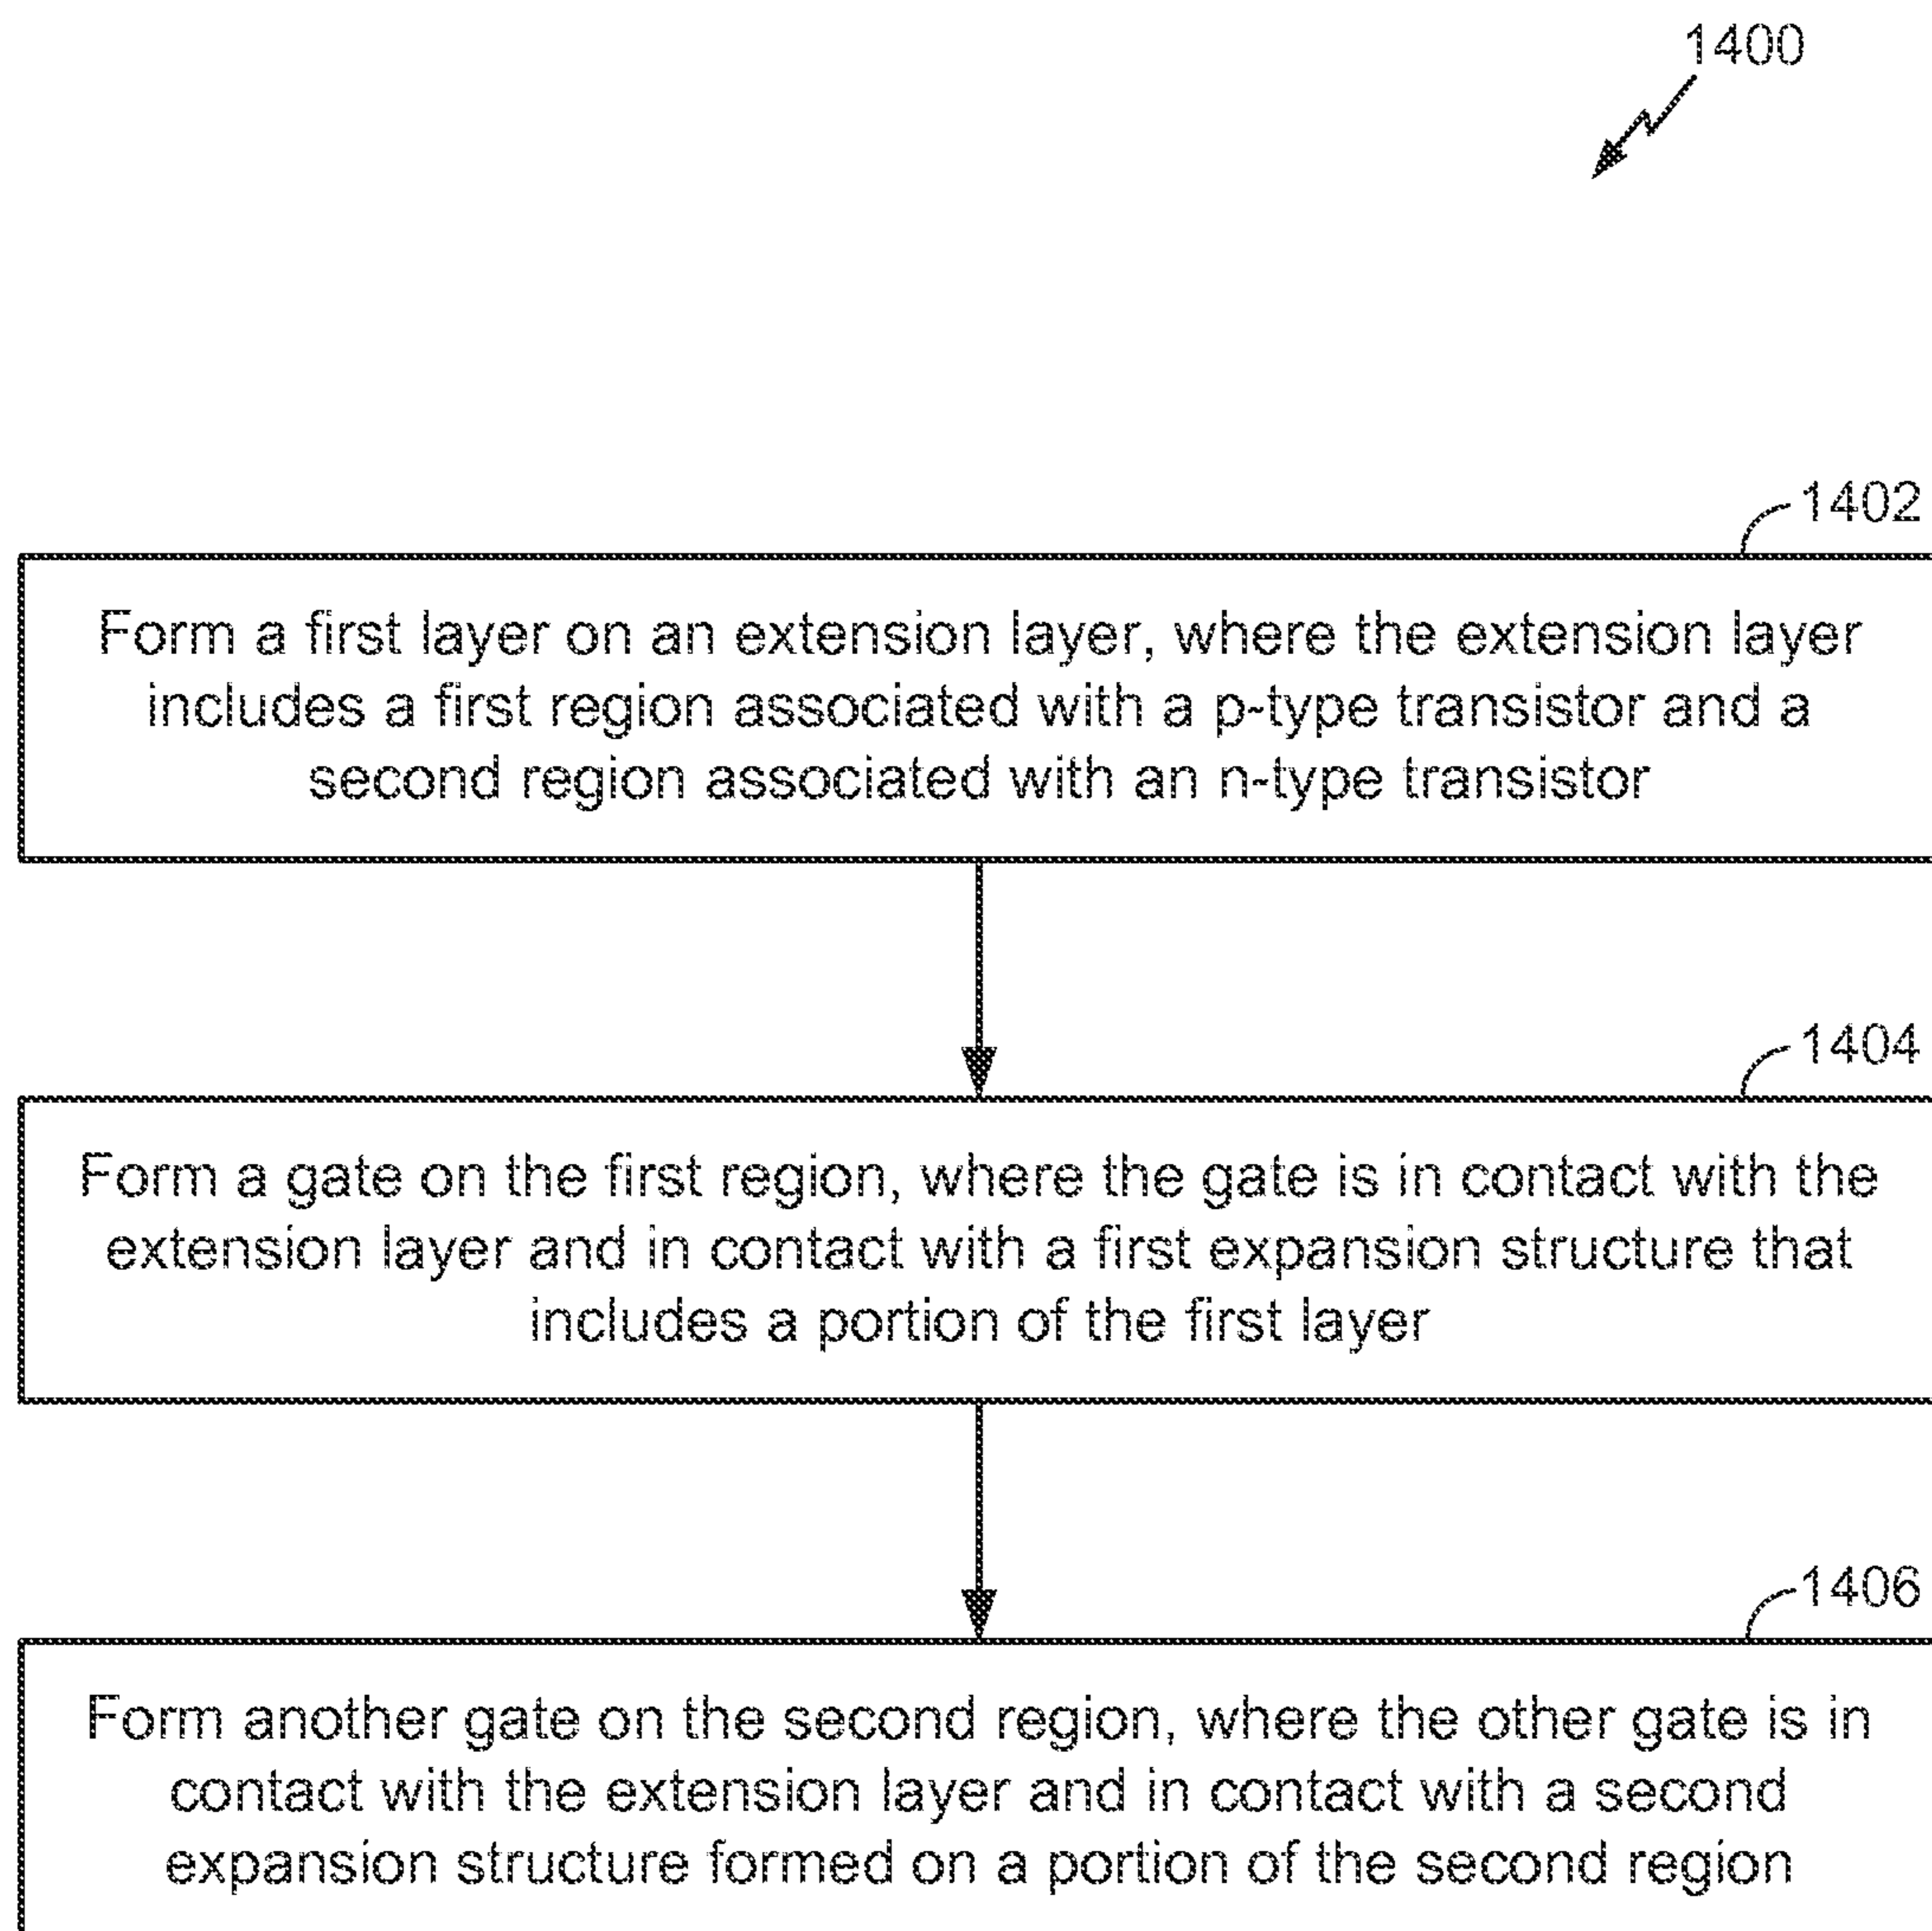 1400
1402
Form a first layer on an extension layer, where the extension layer
includes a first region associated with a p-type transistor and a
second region associated with an n-type transistor
1404
Form a gate on the first region, where the gate is in contact with the
extension layer and in contact with a first expansion structure that
includes a portion of the first layer
1406
Form another gate on the second region, where the other gate is in
contact with the extension layer and in contact with a second
expansion structure formed on a portion of the second region